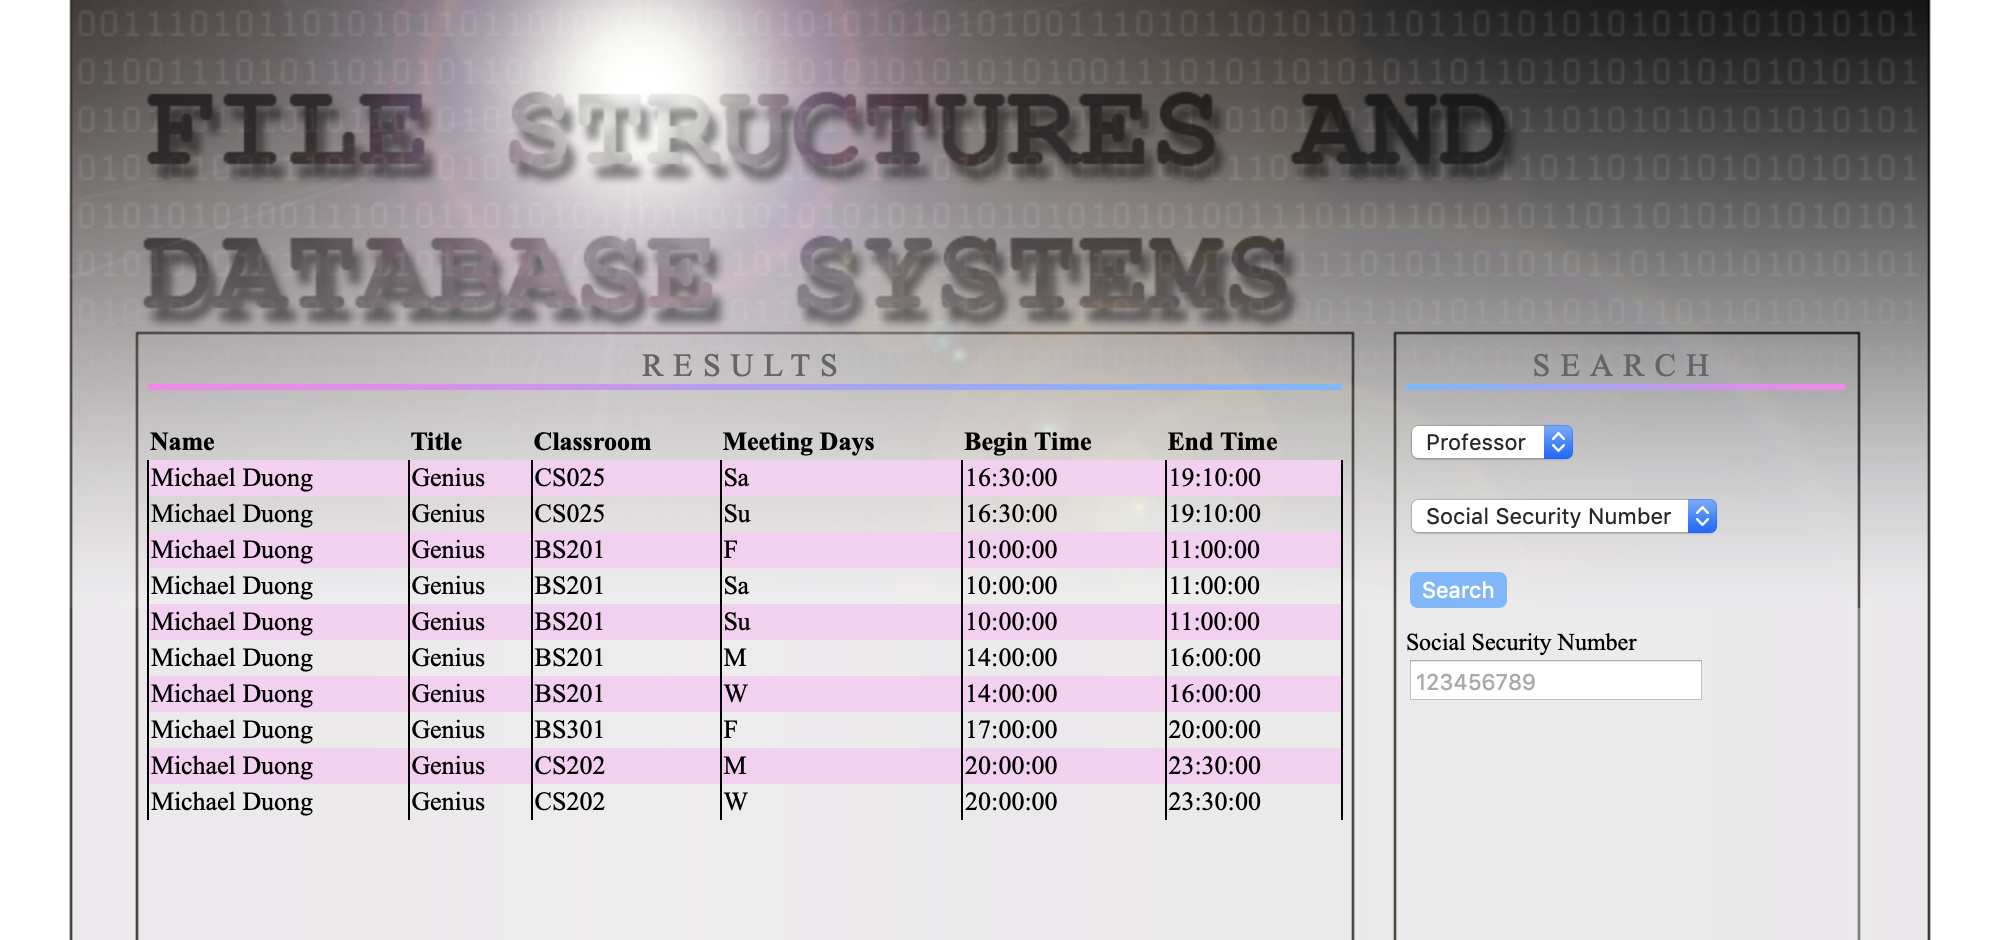 FILE STRUCTURES AND
DATABASE SYSTEMS
RESULTS
Name Title Classroom Meeting Days Begin Time End Time
Michael Duong Genius CS025 Sa 16:30:00 19:10:00
Michael Duong Genius CS025 Su 16:30:00 19:10:00
Michael Duong Genius BS201 F 10:00:00 11:00:00
Michael Duong Genius BS201 Sa 10:00:00 11:00:00
Michael Duong Genius BS201 Su 10:00:00 11:00:00
Michael Duong Genius BS201 M 14:00:00 16:00:00
Michael Duong Genius BS201 W 14:00:00 16:00:00
Michael Duong Genius BS301 F 17:00:00 20:00:00
Michael Duong Genius CS202 M 20:00:00 23:30:00
Michael Duong Genius CS202 W 20:00:00 23:30:00
SEARCH
Professor
Social Security Number
Search
Social Security Number
123456789